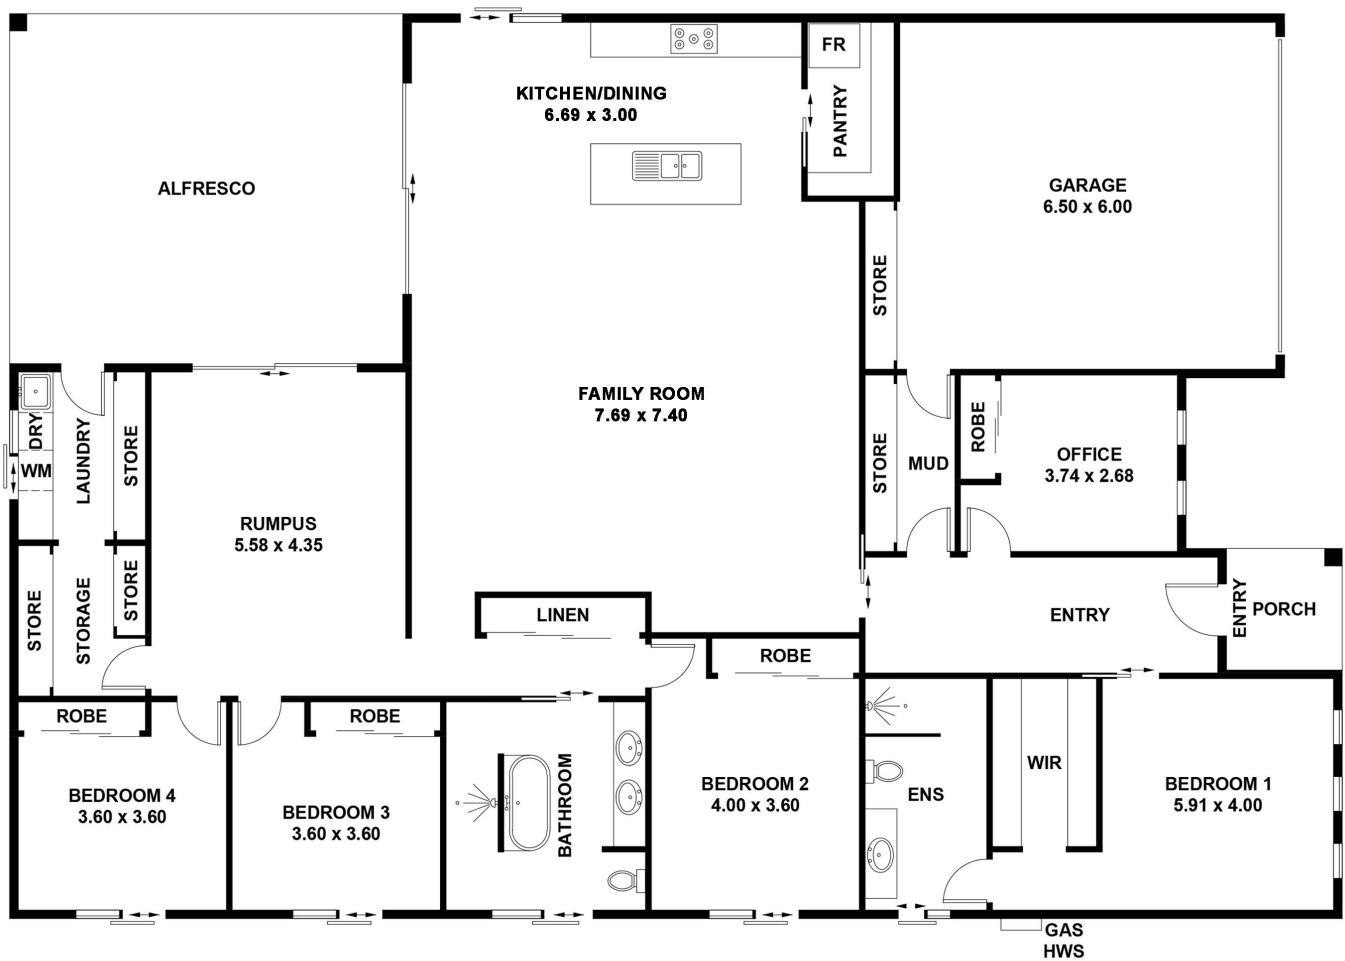 FR
KITCHEN/DINING
6.69 x 3.00
PANTRY
ALFRESCO
GARAGE
6.50 x 6.00
STORE
FAMILY ROOM
7.69 x 7.40
DRY
WM
LAUNDRY
STORE
RUMPUS
5.58 x 4.35
STORE
MUD
ROBE
OFFICE
3.74 x 2.68
STORE
STORAGE
STORE
LINEN
ENTRY
ENTRY
PORCH
ROBE
ROBE
ROBE
BEDROOM 4
3.60 x 3.60
BEDROOM 3
3.60 x 3.60
BATHROOM
BEDROOM 2
4.00 x 3.60
ENS
WIR
BEDROOM 1
5.91 x 4.00
GAS
HWS